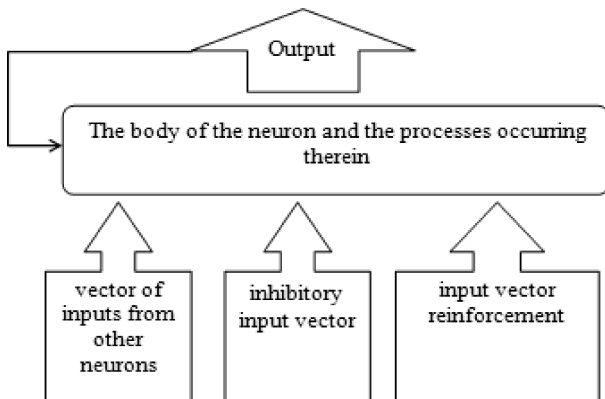 Output
The body of the neuron and the processes occurring
therein
vector of
inputs from
other
neurons
inhibitory
input vector
input vector
reinforcement